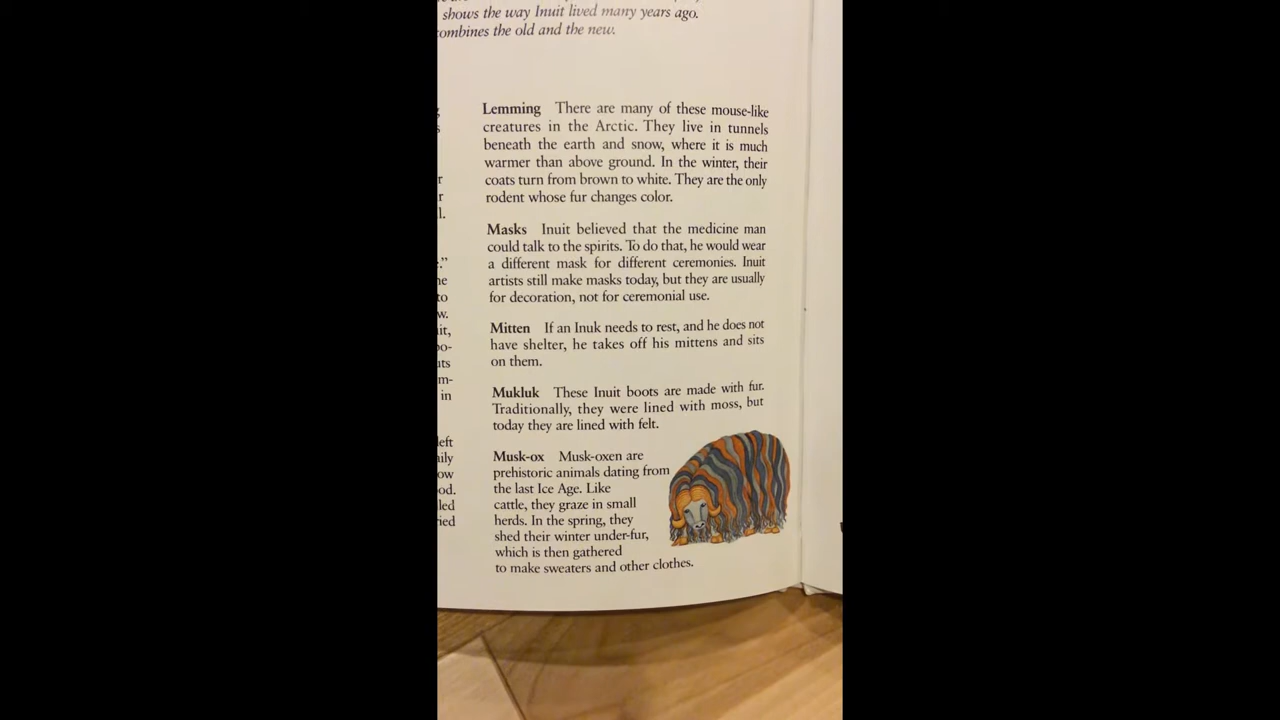 shows the way Inuit lived many years ago.
combines the old and the new.
Lemming There are many of these mouse-like
creatures in the Arctic. They live in tunnels
beneath the earth and snow, where it is much
warmer than above ground. In the winter, their
coats turn from brown to white. They are the only
rodent whose fur changes color.
Masks Inuit believed that the medicine man
could talk to the spirits. To do that, he would wear
a different mask for different ceremonies. Inuit
artists still make masks today, but they are usually
for decoration, not for ceremonial use.
Mitten If an Inuk needs to rest, and he does not
have shelter, he takes off his mittens and sits
on them.
Mukluk These Inuit boots are made with fur.
Traditionally, they were lined with moss, but
today they are lined with felt.
Musk-ox Musk-oxen are
prehistoric animals dating from
the last Ice Age. Like
cattle, they graze in small
herds. In the spring, they
shed their winter under-fur,
which is then gathered
to make sweaters and other clothes.